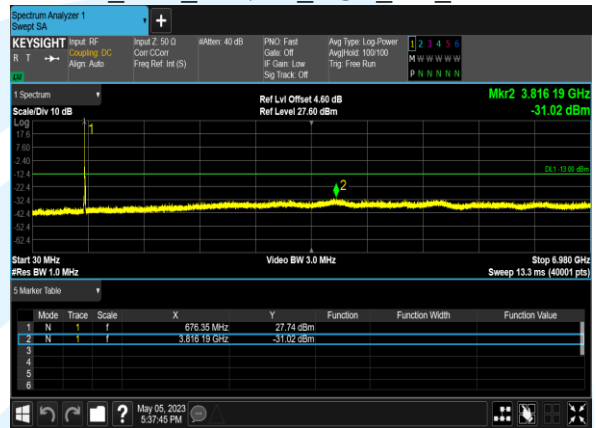 Spectrum Analyzer 1
Swept SA
+
KEYSIGHT Input: RF Input Z: 50 Ω #Atten: 40 dB PNO: Fast Avg Type: Log-Power 1 2 3 4 5 6
R T Coupling: DC Corr CCorr Gate: Off Avg|Hold: 100/100 M W W W W W
Align: Auto Freq Ref: Int (S) IF Gain: Low Trig: Free Run P N N N N N
Sig Track: Off
LW
1 Spectrum Ref Lvl Offset 4.60 dB Mkr2 3.816 19 GHz
Scale/Div 10 dB Ref Level 27.60 dBm -31.02 dBm
Log
1
17.6
7.60
-2.40
-12.4 DL1 -13.00 dBm
-22.4 2
-32.4
-42.4
-52.4
-62.4
Start 30 MHz Video BW 3.0 MHz Stop 6.980 GHz
#Res BW 1.0 MHz Sweep 13.3 ms (40001 pts)
5 Marker Table
Mode Trace Scale X Y Function Function Width Function Value
1 N 1 f 676.35 MHz 27.74 dBm
2 N 1 f 3.816 19 GHz -31.02 dBm
3
4
5
6
? May 05, 2023
5:37:45 PM